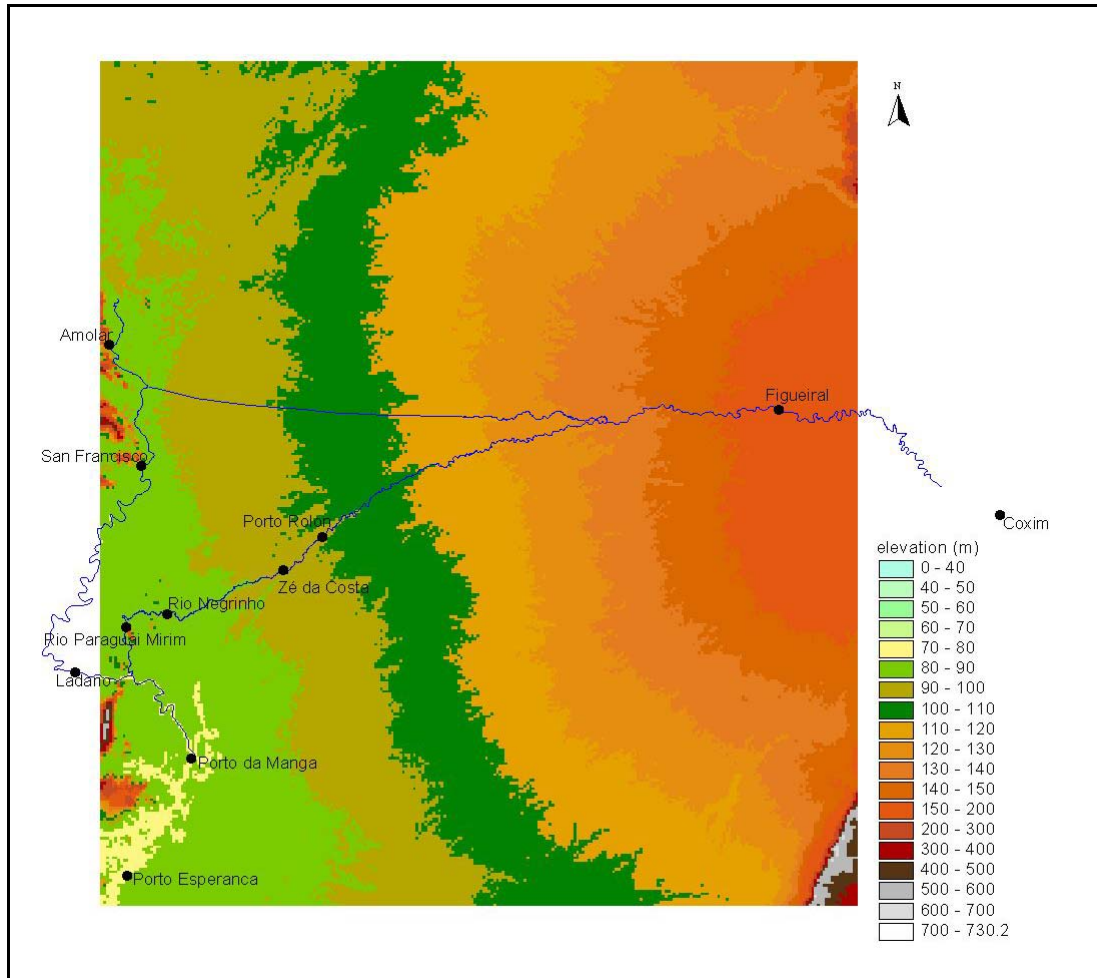 N
Amolar
Figueiral
San Francisco
Coxim
Porto Rolon
Zé da Costa
Rio Negrinho
Rio Paraguai Mirim
Ladano
Porto da Manga
Porto Esperanca
elevation (m)
0 - 40
40 - 50
50 - 60
60 - 70
70 - 80
80 - 90
90 - 100
100 - 110
110 - 120
120 - 130
130 - 140
140 - 150
150 - 200
200 - 300
300 - 400
400 - 500
500 - 600
600 - 700
700 - 730.2